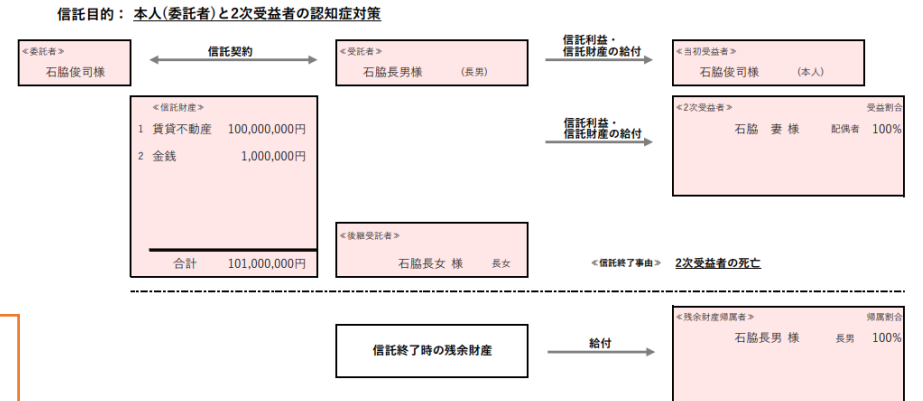 信託目的： 本人(委託者)と2次受益者の認知症対策
≪委託者≫
石脇俊司様
信託契約
≪受託者≫
石脇長男様 (長男)
信託利益・
信託財産の給付
≪当初受益者≫
石脇俊司様 (本人)
≪信託財産≫
1 賃貸不動産 100,000,000円
2 金銭 1,000,000円
合計 101,000,000円
信託利益・
信託財産の給付
≪2次受益者≫ 受益割合
石脇 妻 様 配偶者 100%
≪後継受託者≫
石脇長女 様 長女
≪信託終了事由≫ 2次受益者の死亡
信託終了時の残余財産
給付
≪残余財産帰属者≫ 帰属割合
石脇長男 様 長男 100%